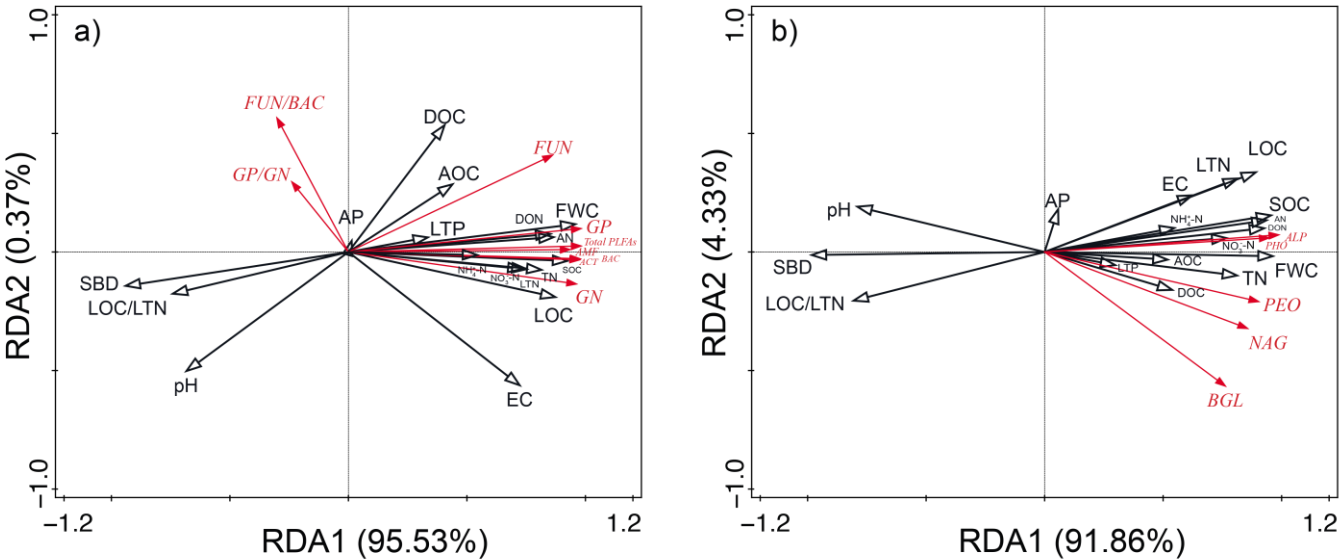 a)
1.0
FUN/BAC
DOC
FUN
GP/GN
AOC
AP
LTP
DON
FWC
GP
AN
Total PLFAs
AMF
ACT BAC
NH₄⁺-N
SOC
NO₃⁻-N
LTN
TN
GN
SBD
LOC/LTN
LOC
pH
EC
RDA2 (0.37%)
−1.0
−1.2
1.2
RDA1 (95.53%)
b)
1.0
LOC
LTN
EC
pH
AP
SOC
NH₄⁺-N
AN
DON
ALP
NO₃⁻-N
PHO
SBD
LTP
AOC
FWC
TN
DOC
LOC/LTN
PEO
NAG
BGL
RDA2 (4.33%)
−1.0
−1.2
1.2
RDA1 (91.86%)